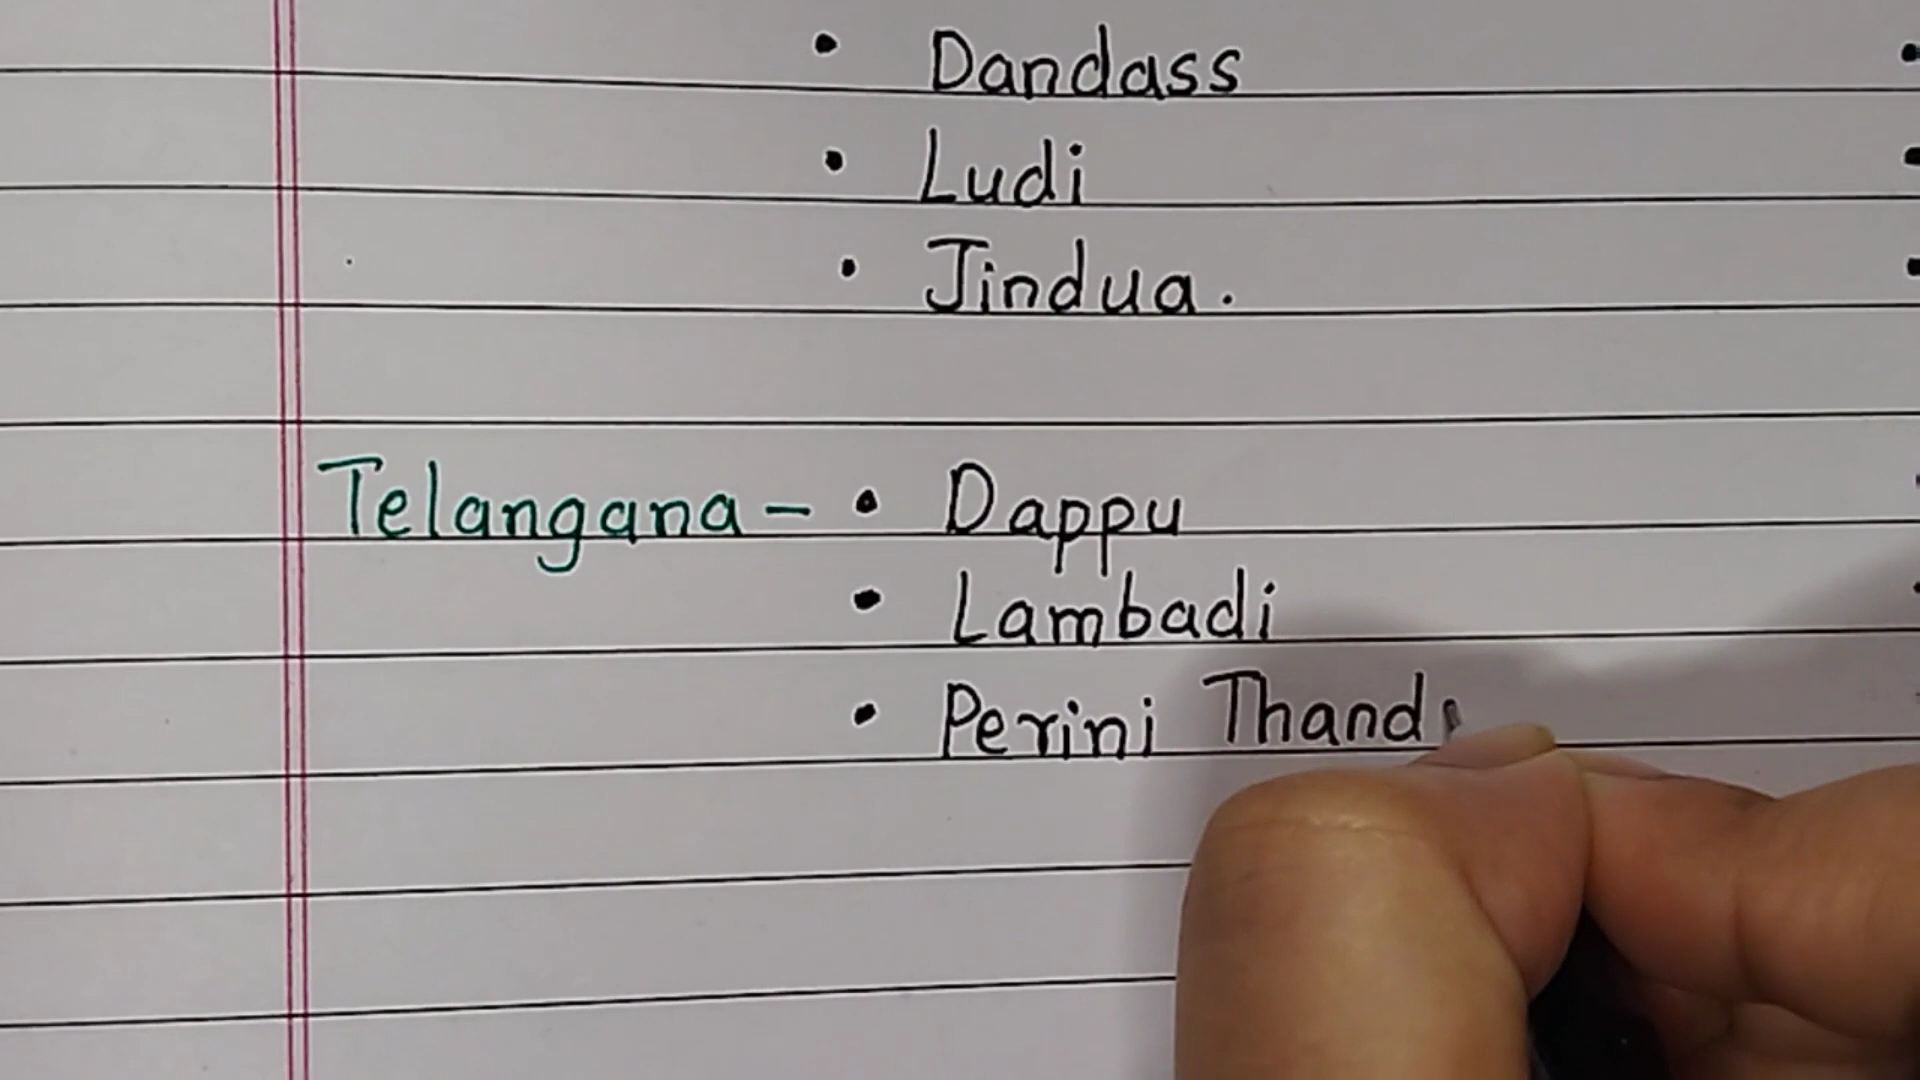 • Dandass
• Ludi
• Jindua.
Telangana - • Dappu
• Lambadi
• Perini Thand